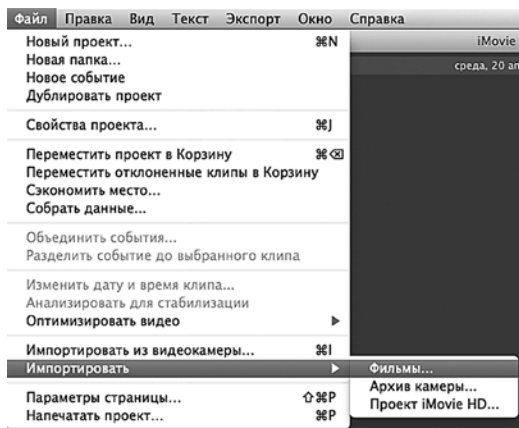 Файл Правка Вид Текст Экспорт Окно Справка
Новый проект... ⌘N
iMovie
Новая папка...
среда, 20 ап
Новое событие
Дублировать проект
Свойства проекта... ⌘J
Переместить проект в Корзину ⌘⌫
Переместить отклоненные клипы в Корзину
Сэкономить место...
Собрать данные...
Объединить события...
Разделить событие до выбранного клипа
Изменить дату и время клипа...
Анализировать для стабилизации
Оптимизировать видео ▶
Импортировать из видеокамеры... ⌘I
Импортировать ▶
Фильмы...
Архив камеры...
Проект iMovie HD...
Параметры страницы... ⇧⌘P
Напечатать проект... ⌘P